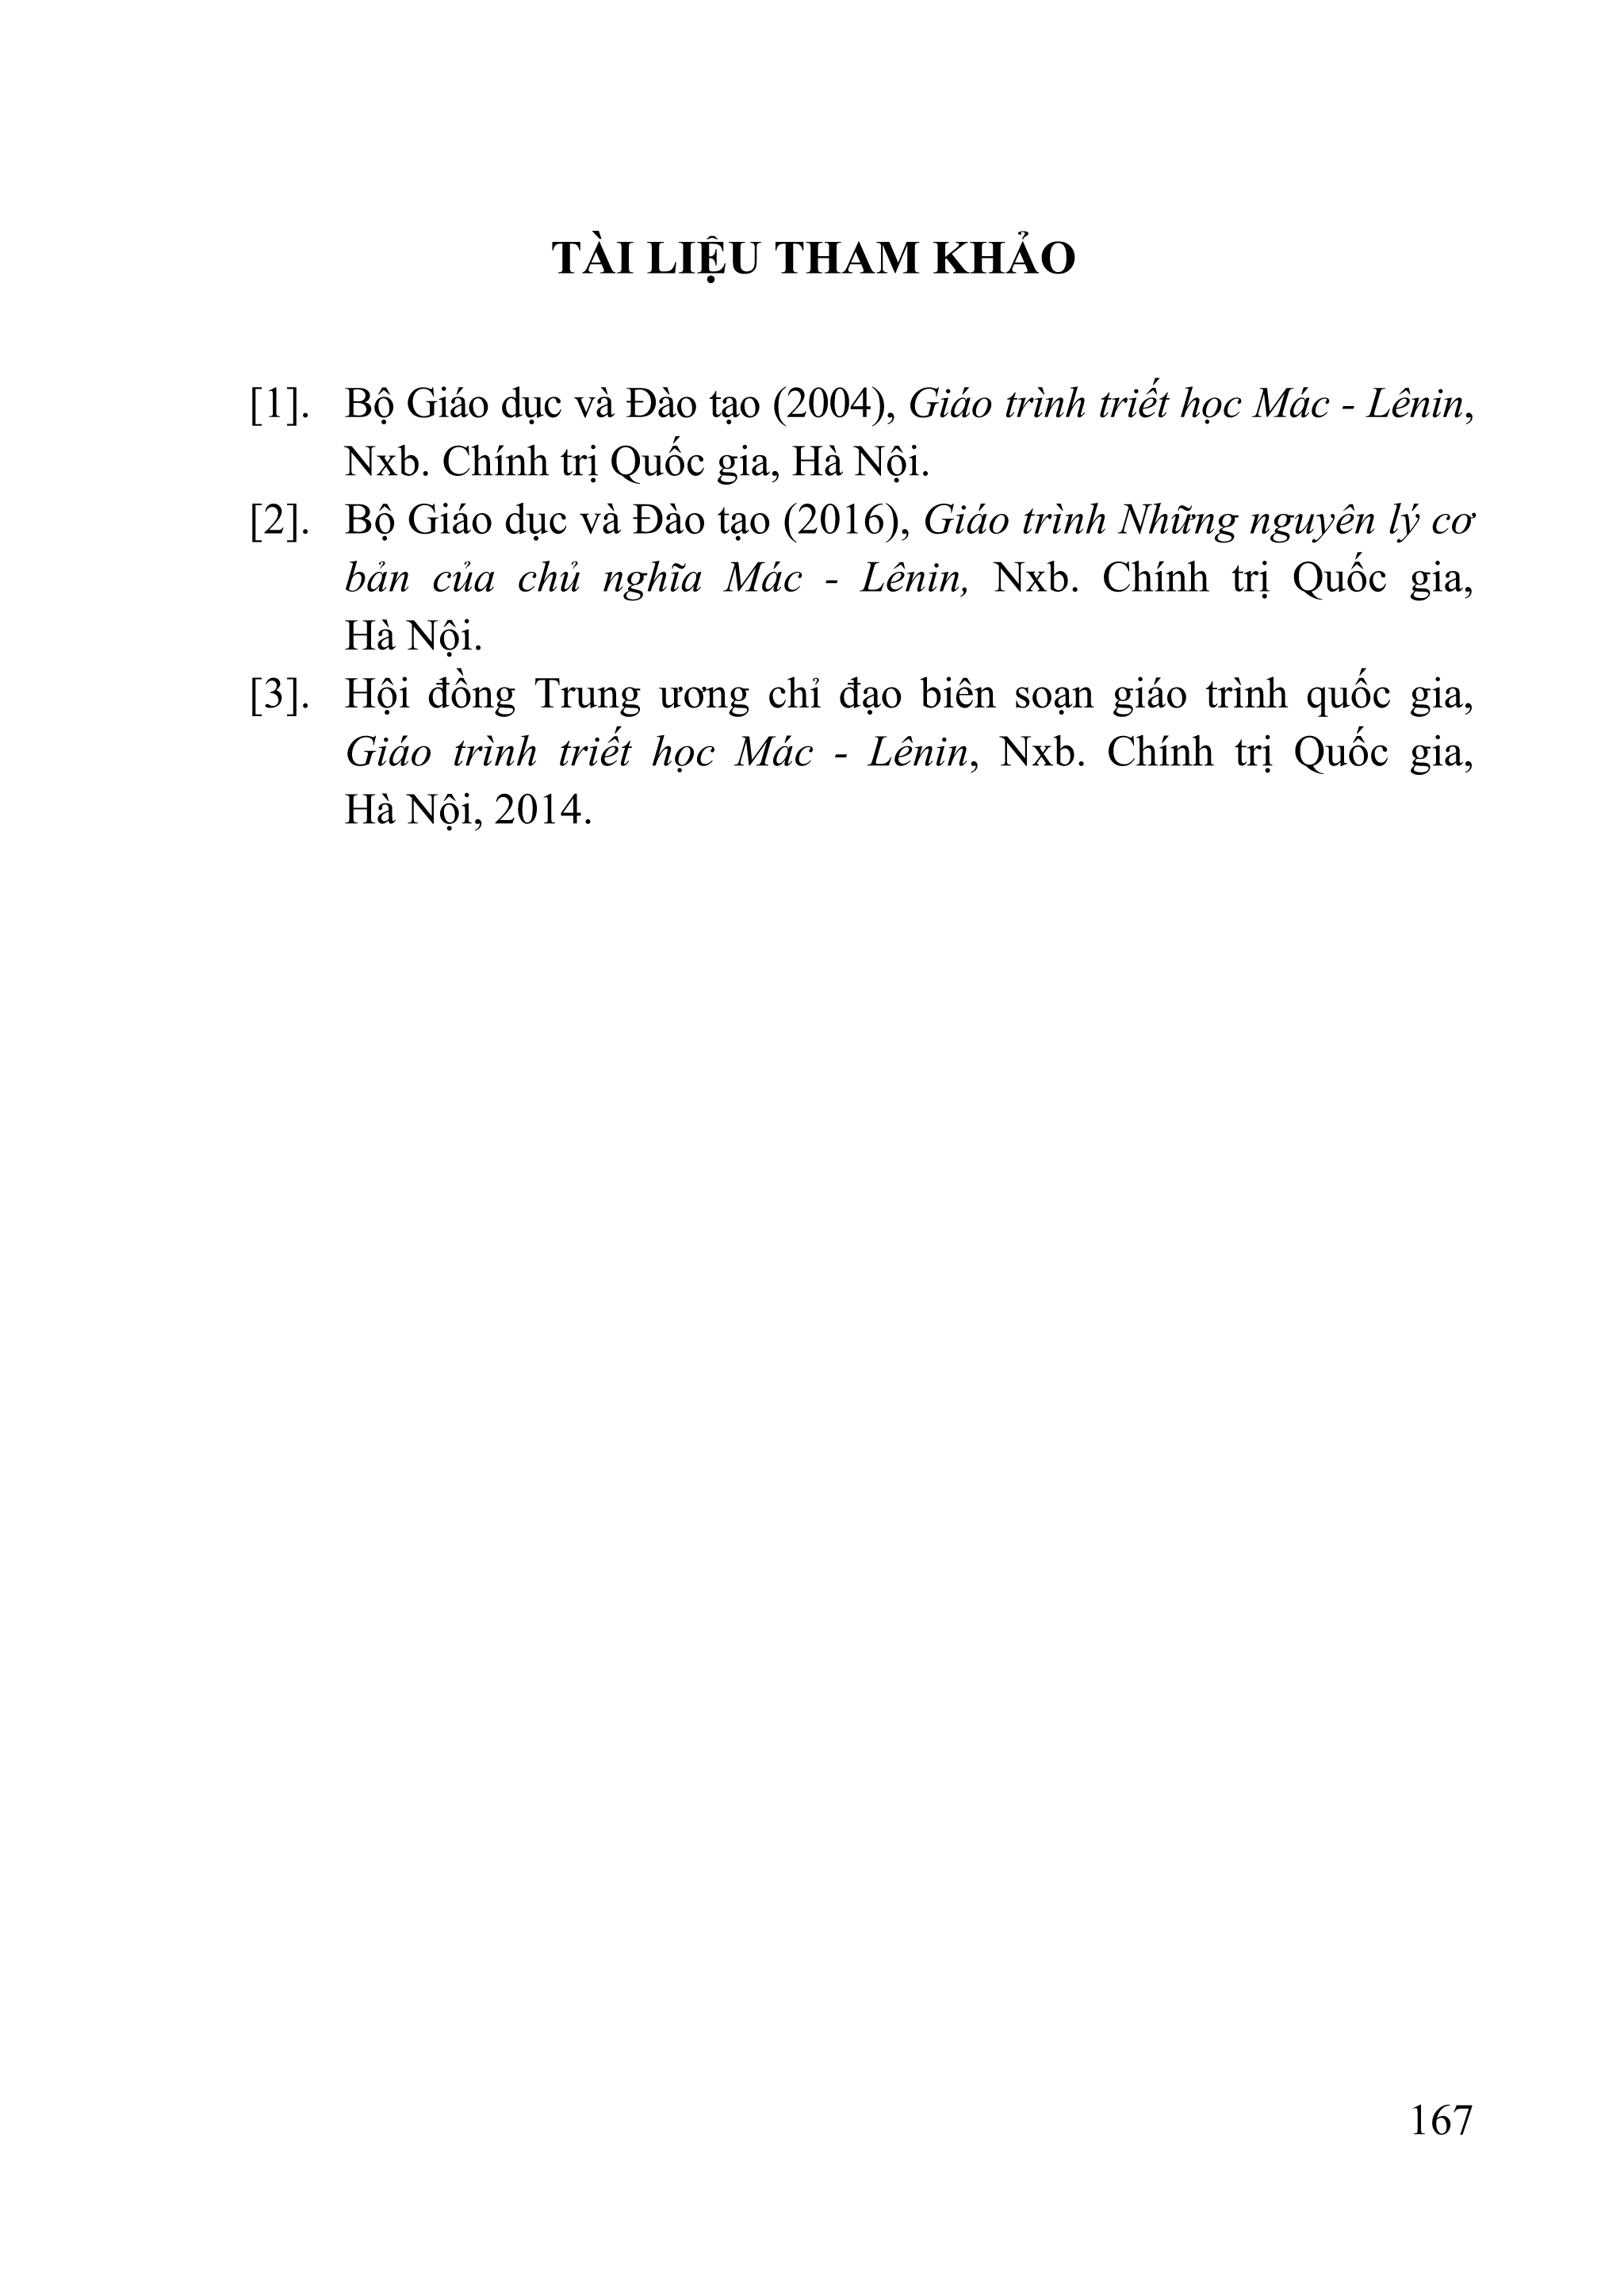 TÀI LIỆU THAM KHẢO
[1]. Bộ Giáo dục và Đào tạo (2004), Giáo trình triết học Mác - Lênin,
Nxb. Chính trị Quốc gia, Hà Nội.
[2]. Bộ Giáo dục và Đào tạo (2016), Giáo trình Những nguyên lý cơ
bản của chủ nghĩa Mác - Lênin, Nxb. Chính trị Quốc gia,
Hà Nội.
[3]. Hội đồng Trung ương chỉ đạo biên soạn giáo trình quốc gia,
Giáo trình triết học Mác - Lênin, Nxb. Chính trị Quốc gia,
Hà Nội, 2014.
167